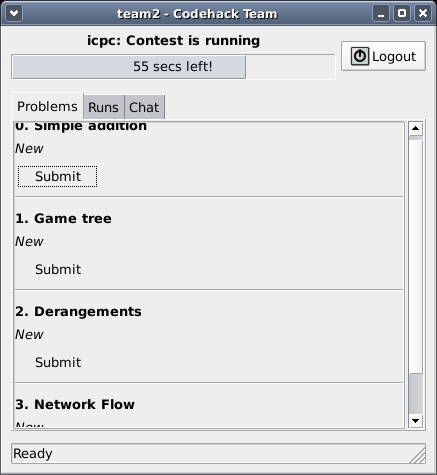 team2 - Codehack Team
icpc: Contest is running
55 secs left!
Logout
Problems Runs Chat
0. Simple addition
New
Submit
1. Game tree
New
Submit
2. Derangements
New
Submit
3. Network Flow
New
Ready